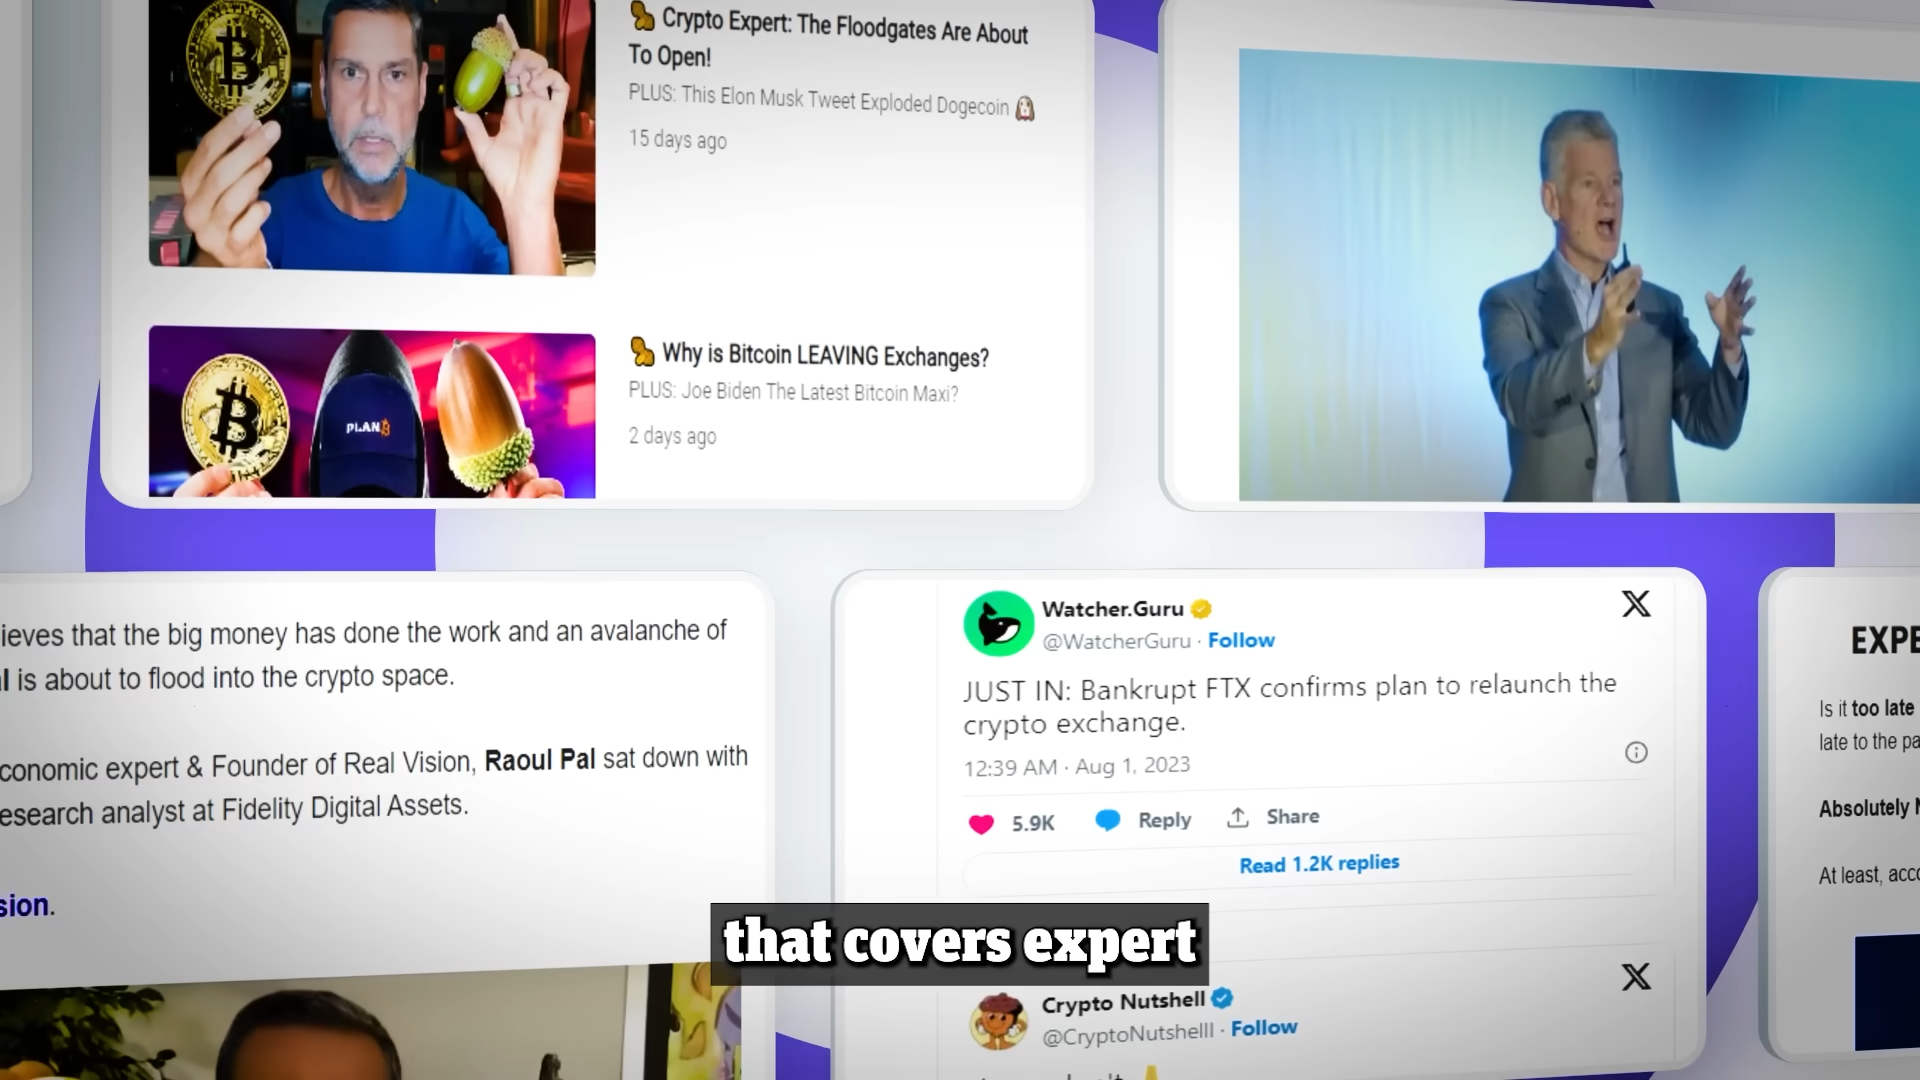 Crypto Expert: The Floodgates Are About
To Open!
PLUS: This Elon Musk Tweet Exploded Dogecoin
15 days ago
PLANB
Why is Bitcoin LEAVING Exchanges?
PLUS: Joe Biden The Latest Bitcoin Maxi?
2 days ago
ieves that the big money has done the work and an avalanche of
l is about to flood into the crypto space.
conomic expert & Founder of Real Vision, Raoul Pal sat down with
esearch analyst at Fidelity Digital Assets.
sion.
Watcher.Guru
@WatcherGuru · Follow
JUST IN: Bankrupt FTX confirms plan to relaunch the
crypto exchange.
12:39 AM · Aug 1, 2023
5.9K Reply Share
Read 1.2K replies
Crypto Nutshell
@CryptoNutshelll · Follow
EXPE
Is it too late
late to the pa
Absolutely N
At least, acco
that covers expert